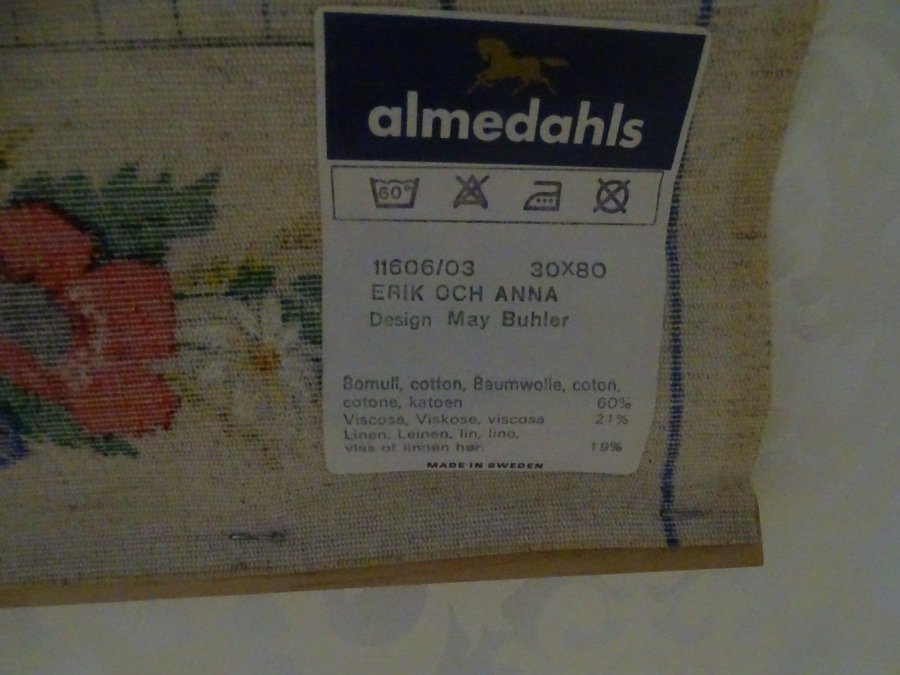 almedahls
60°
11606/03 30X80
ERIK OCH ANNA
Design May Buhler
Bomull, cotton, Baumwolle, coton,
cotone, katoen 60%
Viscose, Viskose, viscosa 21%
Linen, Leinen, lin, lino,
vlas of linnen hør. 19%
MADE IN SWEDEN